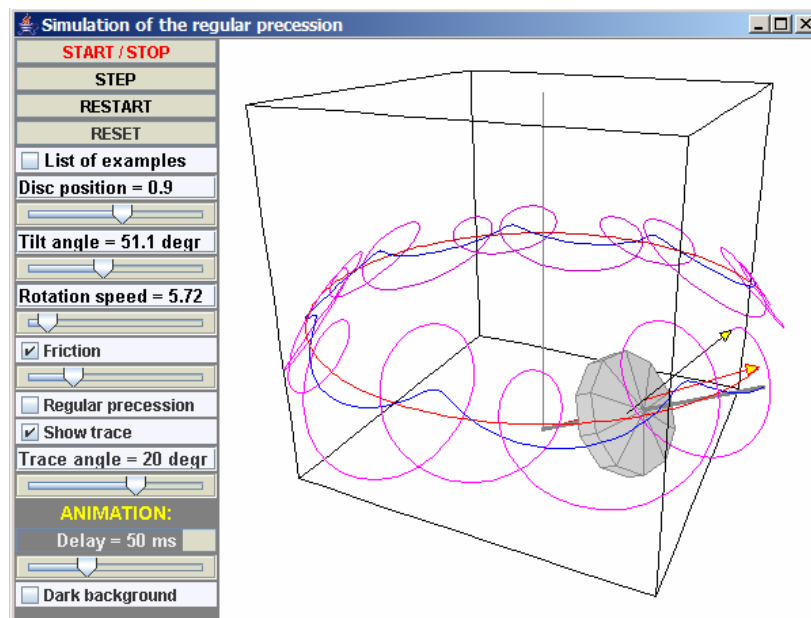 Simulation of the regular precession
START / STOP
STEP
RESTART
RESET
List of examples
Disc position = 0.9
Tilt angle = 51.1 degr
Rotation speed = 5.72
Friction
Regular precession
Show trace
Trace angle = 20 degr
ANIMATION:
Delay = 50 ms
Dark background